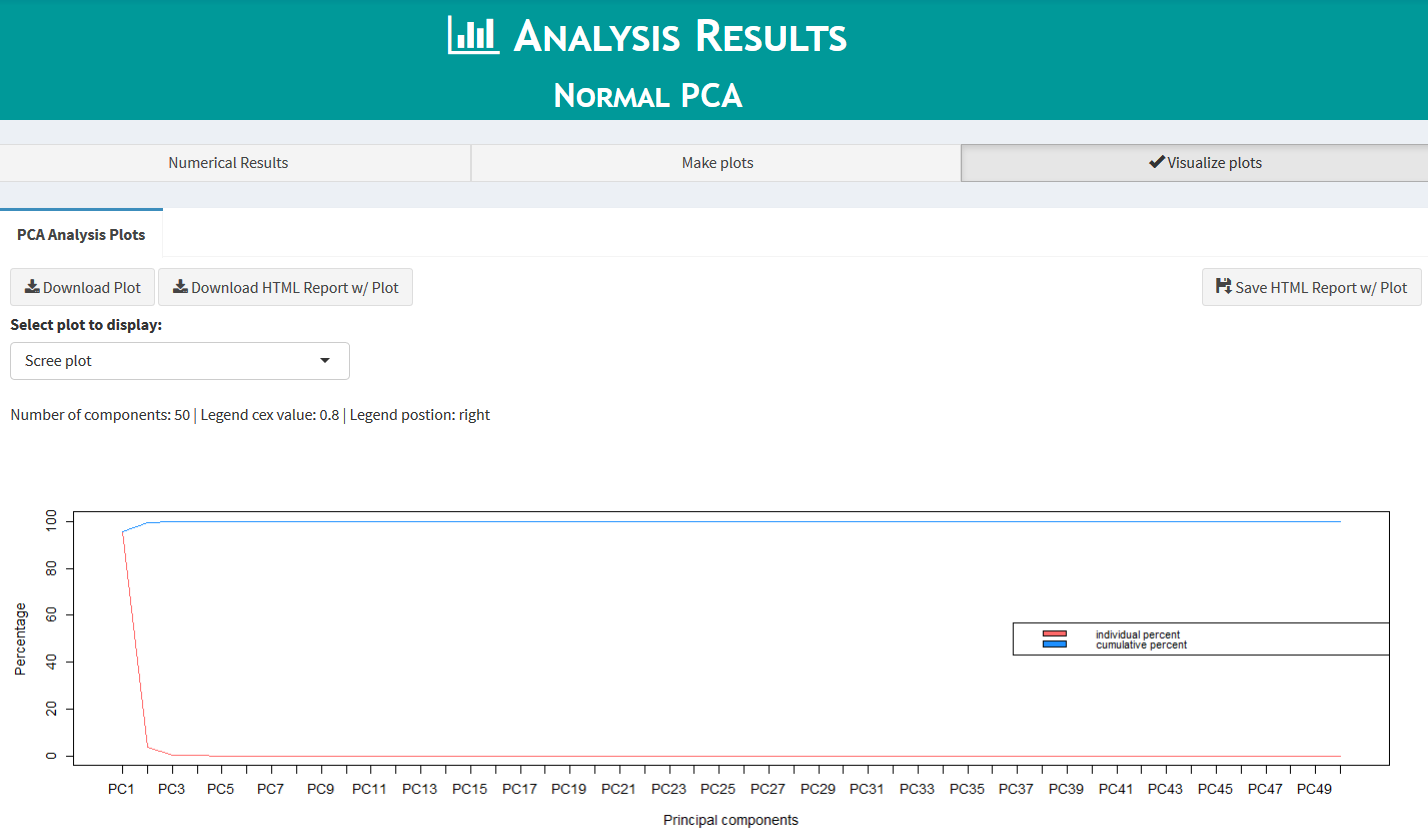 Analysis Results
Normal PCA
Numerical Results
Make plots
Visualize plots
PCA Analysis Plots
Download Plot
Download HTML Report w/ Plot
Save HTML Report w/ Plot
Select plot to display:
Scree plot
Number of components: 50 | Legend cex value: 0.8 | Legend postion: right
Percentage
100
80
60
40
20
0
individual percent
cumulative percent
PC1 PC3 PC5 PC7 PC9 PC11 PC13 PC15 PC17 PC19 PC21 PC23 PC25 PC27 PC29 PC31 PC33 PC35 PC37 PC39 PC41 PC43 PC45 PC47 PC49
Principal components